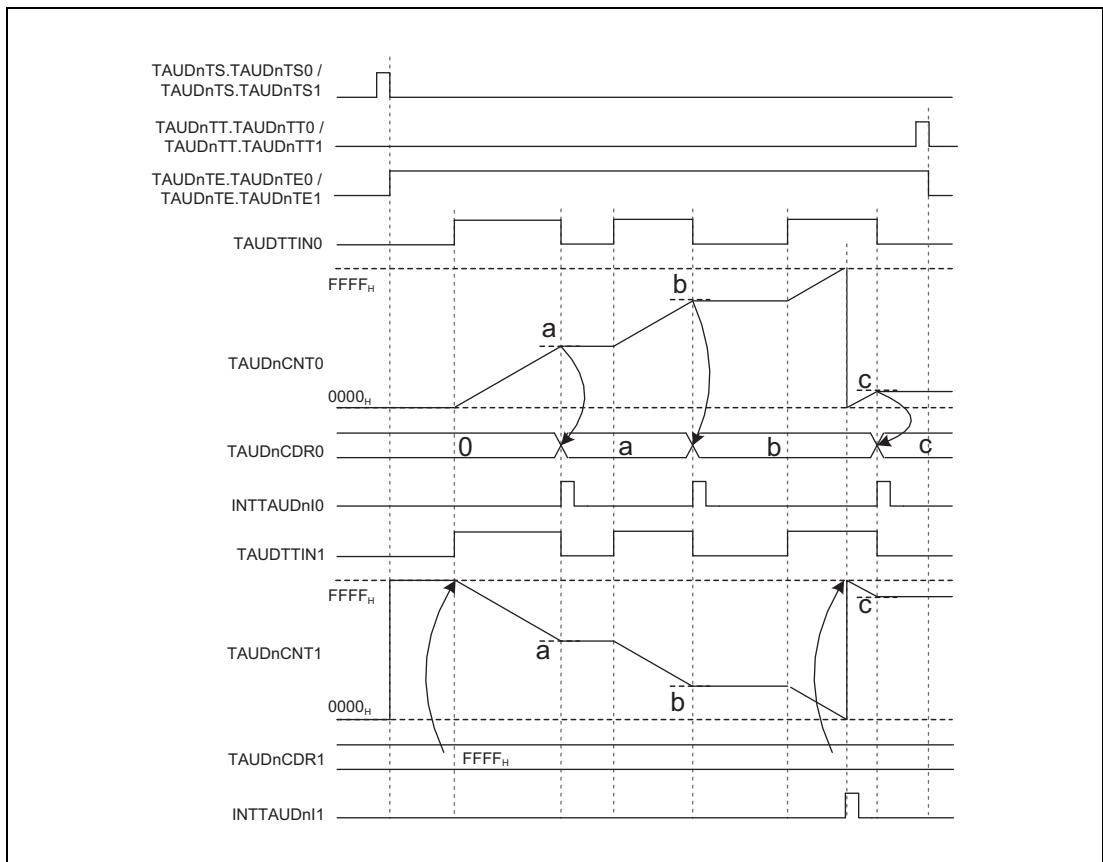 TAUDnTS.TAUDnTS0 /
TAUDnTS.TAUDnTS1
TAUDnTT.TAUDnTT0 /
TAUDnTT.TAUDnTT1
TAUDnTE.TAUDnTE0 /
TAUDnTE.TAUDnTE1
TAUDTTIN0
FFFFH
b
a
TAUDnCNT0
c
0000H
TAUDnCDR0
0 a b c
INTTAUDnI0
TAUDTTIN1
FFFFH
c
TAUDnCNT1
a
b
0000H
TAUDnCDR1
FFFFH
INTTAUDnI1